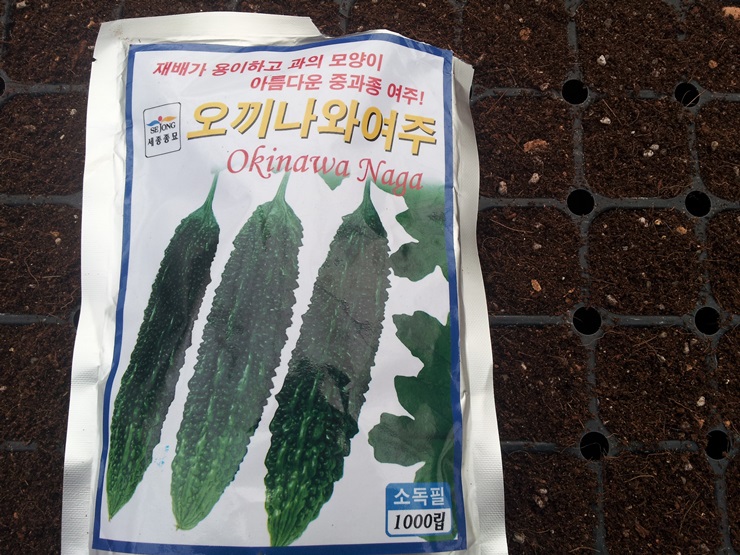 재배가 용이하고 과의 모양이
아름다운 중과종 여주!
SEJONG
세종종묘
오끼나와여주
Okinawa Naga
소독필
1000립